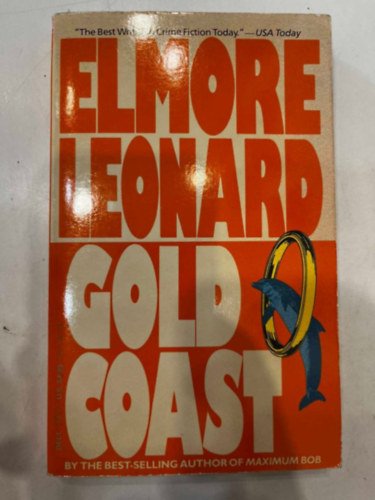 "The Best Crime Fiction Today."—USA Today
ELMORE
LEONARD
GOLD
COAST
BY THE BEST-SELLING AUTHOR OF MAXIMUM BOB